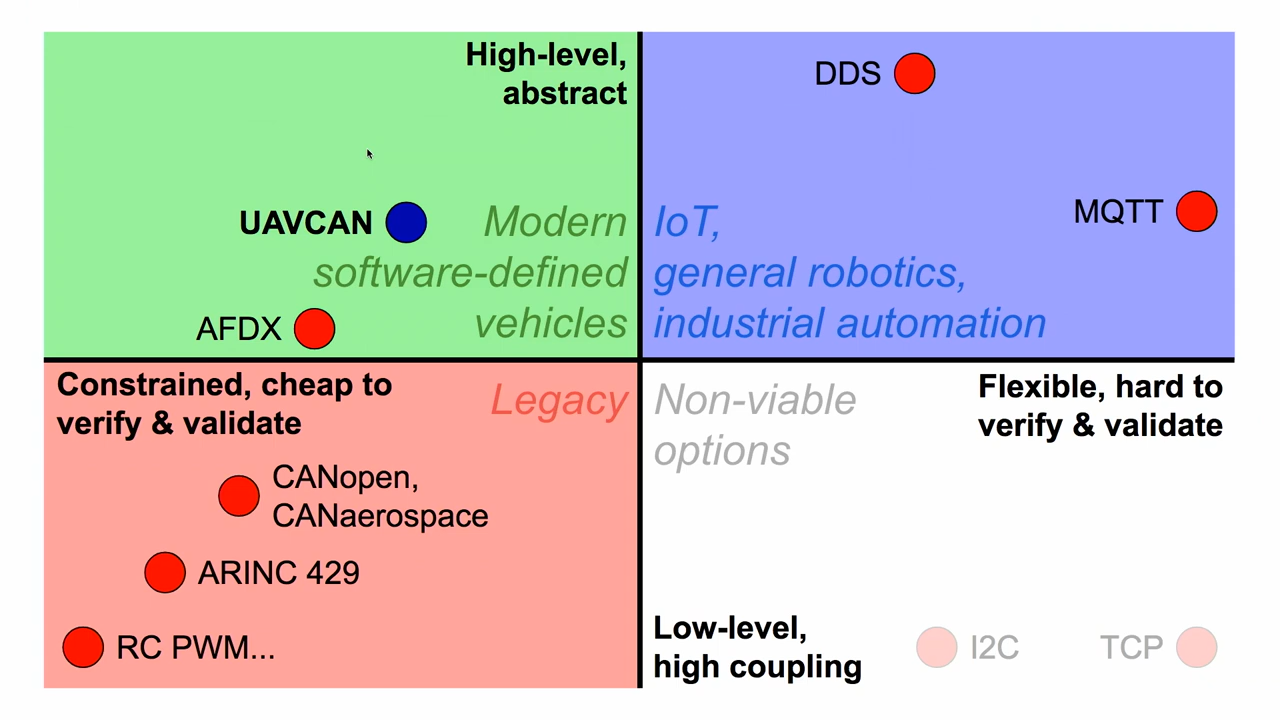 High-level,
abstract
DDS
UAVCAN
Modern
software-defined
vehicles
IoT,
general robotics,
industrial automation
MQTT
AFDX
Constrained, cheap to
verify & validate
Legacy
Non-viable
options
Flexible, hard to
verify & validate
CANopen,
CANaerospace
ARINC 429
RC PWM...
Low-level,
high coupling
I2C
TCP